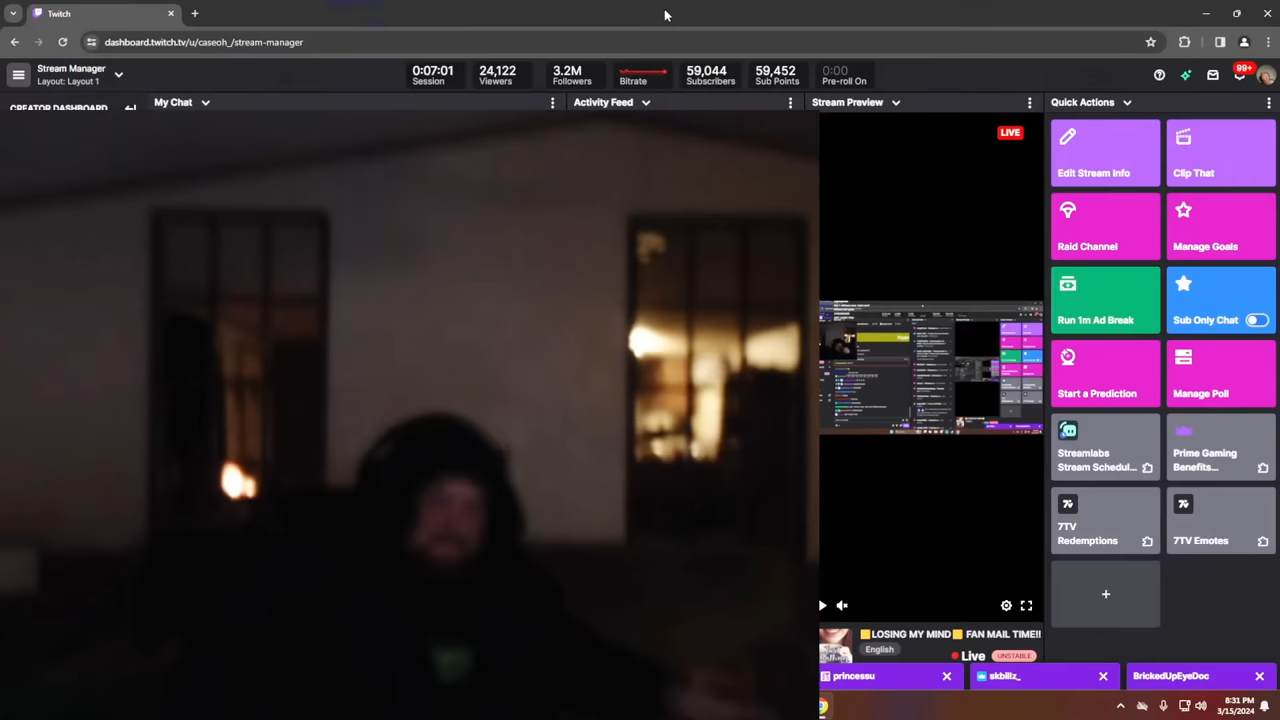 Twitch
dashboard.twitch.tv/u/caseoh_/stream-manager
Stream Manager
Layout: Layout 1
0:07:01
Session
24,122
Viewers
3.2M
Followers
Bitrate
59,044
Subscribers
59,452
Sub Points
0:00
Pre-roll On
99+
CREATOR DASHBOARD
My Chat
Activity Feed
Stream Preview
Quick Actions
LIVE
Edit Stream Info
Clip That
Raid Channel
Manage Goals
Run 1m Ad Break
Sub Only Chat
Start a Prediction
Manage Poll
Streamlabs
Stream Schedul...
Prime Gaming
Benefits...
7TV
Redemptions
7TV Emotes
+
LOSING MY MIND FAN MAIL TIME!!
English
Live
UNSTABLE
princessu
skbillz_
BrickedUpEyeDoc
8:31 PM
3/15/2024